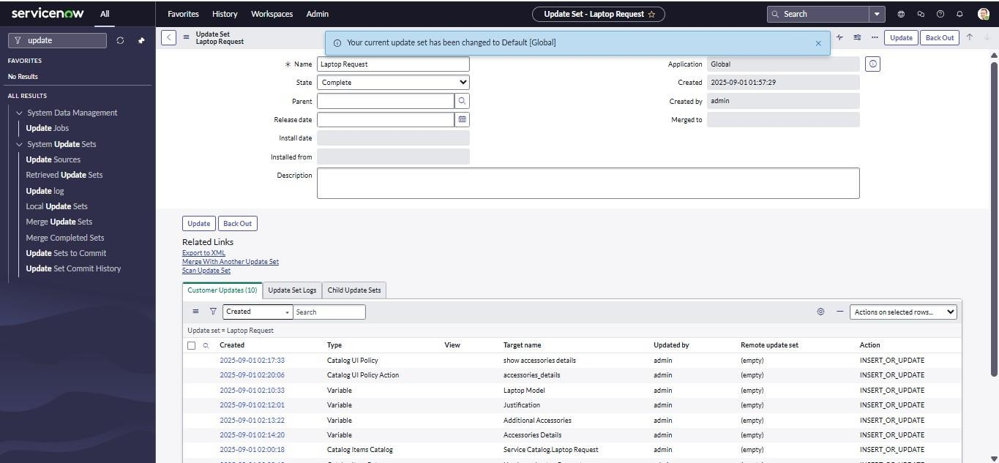 servicenow
All
Favorites
History
Workspaces
Admin
Update Set - Laptop Request
Search
update
FAVORITES
No Results
ALL RESULTS
System Data Management
Update Jobs
System Update Sets
Update Sources
Retrieved Update Sets
Update log
Local Update Sets
Merge Update Sets
Merge Completed Sets
Update Sets to Commit
Update Set Commit History
Update Set
Laptop Request
Your current update set has been changed to Default [Global]
Update
Back Out
Name
Laptop Request
State
Complete
Parent
Release date
Install date
Installed from
Description
Application
Global
Created
2025-09-01 01:57:29
Created by
admin
Merged to
Update
Back Out
Related Links
Export to XML
Merge With Another Update Set
Scan Update Set
Customer Updates (10)
Update Set Logs
Child Update Sets
Created
Search
Actions on selected rows...
Update set = Laptop Request
Created Type View Target name Updated by Remote update set Action
2025-09-01 02:17:33 Catalog UI Policy show accessories details admin (empty) INSERT_OR_UPDATE
2025-09-01 02:20:06 Catalog UI Policy Action accessories_details admin (empty) INSERT_OR_UPDATE
2025-09-01 02:10:33 Variable Laptop Model admin (empty) INSERT_OR_UPDATE
2025-09-01 02:12:01 Variable Justification admin (empty) INSERT_OR_UPDATE
2025-09-01 02:13:22 Variable Additional Accessories admin (empty) INSERT_OR_UPDATE
2025-09-01 02:14:20 Variable Accessories Details admin (empty) INSERT_OR_UPDATE
2025-09-01 02:00:18 Catalog Items Catalog Service Catalog.Laptop Request admin (empty) INSERT_OR_UPDATE